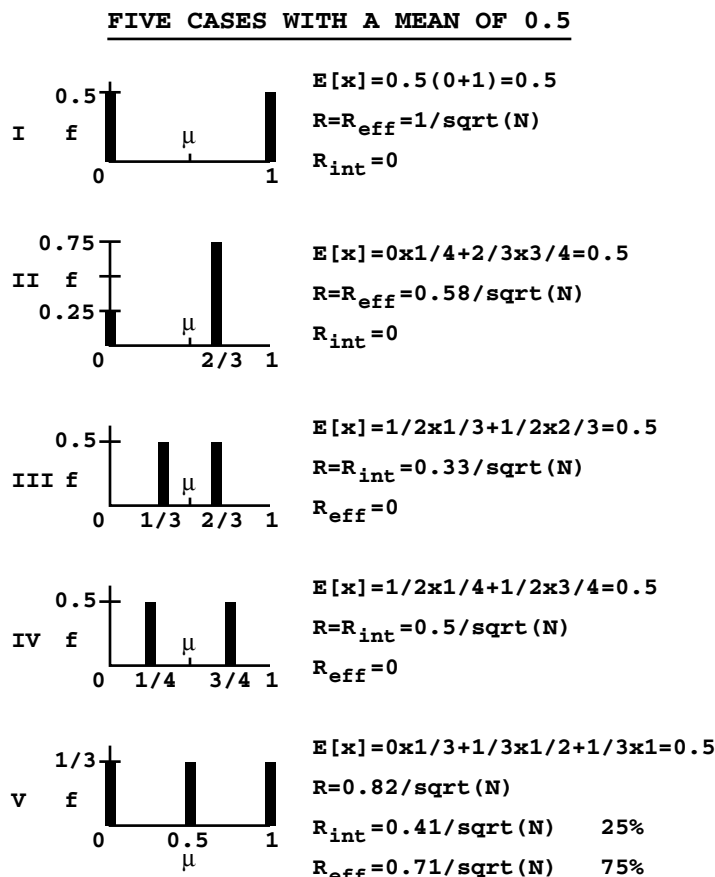 FIVE CASES WITH A MEAN OF 0.5
E[x]=0.5(0+1)=0.5
0.5
R=Reff=1/sqrt(N)
I f μ
Rint=0
0 1
0.75
E[x]=0x1/4+2/3x3/4=0.5
II f
R=Reff=0.58/sqrt(N)
0.25
μ
Rint=0
0 2/3 1
E[x]=1/2x1/3+1/2x2/3=0.5
0.5
R=Rint=0.33/sqrt(N)
III f μ
Reff=0
0 1/3 2/3 1
E[x]=1/2x1/4+1/2x3/4=0.5
0.5
R=Rint=0.5/sqrt(N)
IV f μ
Reff=0
0 1/4 3/4 1
E[x]=0x1/3+1/3x1/2+1/3x1=0.5
1/3
R=0.82/sqrt(N)
V f
Rint=0.41/sqrt(N) 25%
0 0.5 1
μ
Reff=0.71/sqrt(N) 75%